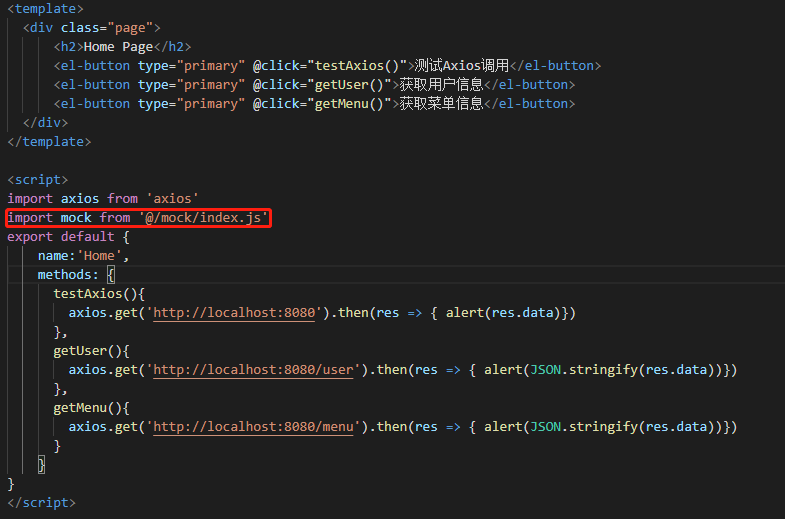 <template>
  <div class="page">
      <h2>Home Page</h2>
      <el-button type="primary" @click="testAxios()">测试Axios调用</el-button>
      <el-button type="primary" @click="getUser()">获取用户信息</el-button>
      <el-button type="primary" @click="getMenu()">获取菜单信息</el-button>
  </div>
</template>

<script>
import axios from 'axios'
import mock from '@/mock/index.js'
export default {
    name:'Home',
    methods: {
      testAxios(){
        axios.get('http://localhost:8080').then(res => { alert(res.data)})
      },
      getUser(){
        axios.get('http://localhost:8080/user').then(res => { alert(JSON.stringify(res.data))})
      },
      getMenu(){
        axios.get('http://localhost:8080/menu').then(res => { alert(JSON.stringify(res.data))})
      }
    }
}
</script>